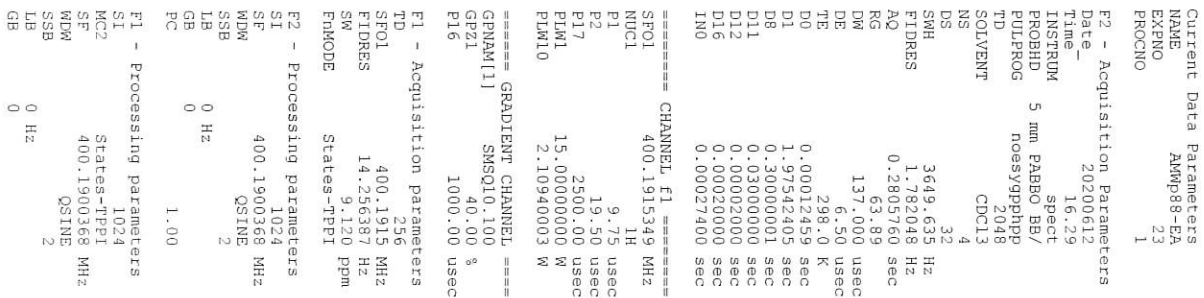 Current Data Parameters
NAME AMWp88-EA
EXPNO 23
PROCNO 1
F2 - Acquisition Parameters
Date_ 20200612
Time 16.29
INSTRUM spect
PROBHD 5 mm PABBO BB/
PULPROG noesygpphpp
TD 2048
SOLVENT CDCl3
NS 4
DS 32
SWH 3649.635 Hz
FIDRES 1.782048 Hz
AQ 0.2805760 sec
RG 63.89
DW 137.000 usec
DE 6.50 usec
TE 298.0 K
D0 0.00012459 sec
D1 1.97542405 sec
D8 0.30000001 sec
D11 0.03000000 sec
D12 0.00002000 sec
D16 0.00020000 sec
IN0 0.00027400 sec
======== CHANNEL f1 ========
SFO1 400.1915349 MHz
NUC1 1H
P1 9.75 usec
P2 19.50 usec
P17 2500.00 usec
PLW1 15.00000000 W
PLW10 2.10940003 W
====== GRADIENT CHANNEL =====
GPNAM[1] SMSQ10.100
GPZ1 40.00 %
P16 1000.00 usec
F1 - Acquisition parameters
TD 256
SFO1 400.1915 MHz
FIDRES 14.256387 Hz
SW 9.120 ppm
FnMODE States-TPPI
F2 - Processing parameters
SI 1024
SF 400.1900368 MHz
WDW QSINE
SSB 2
LB 0 Hz
GB 0
PC 1.00
F1 - Processing parameters
SI 1024
MC2 States-TPPI
SF 400.1900368 MHz
WDW QSINE
SSB 2
LB 0 Hz
GB 0